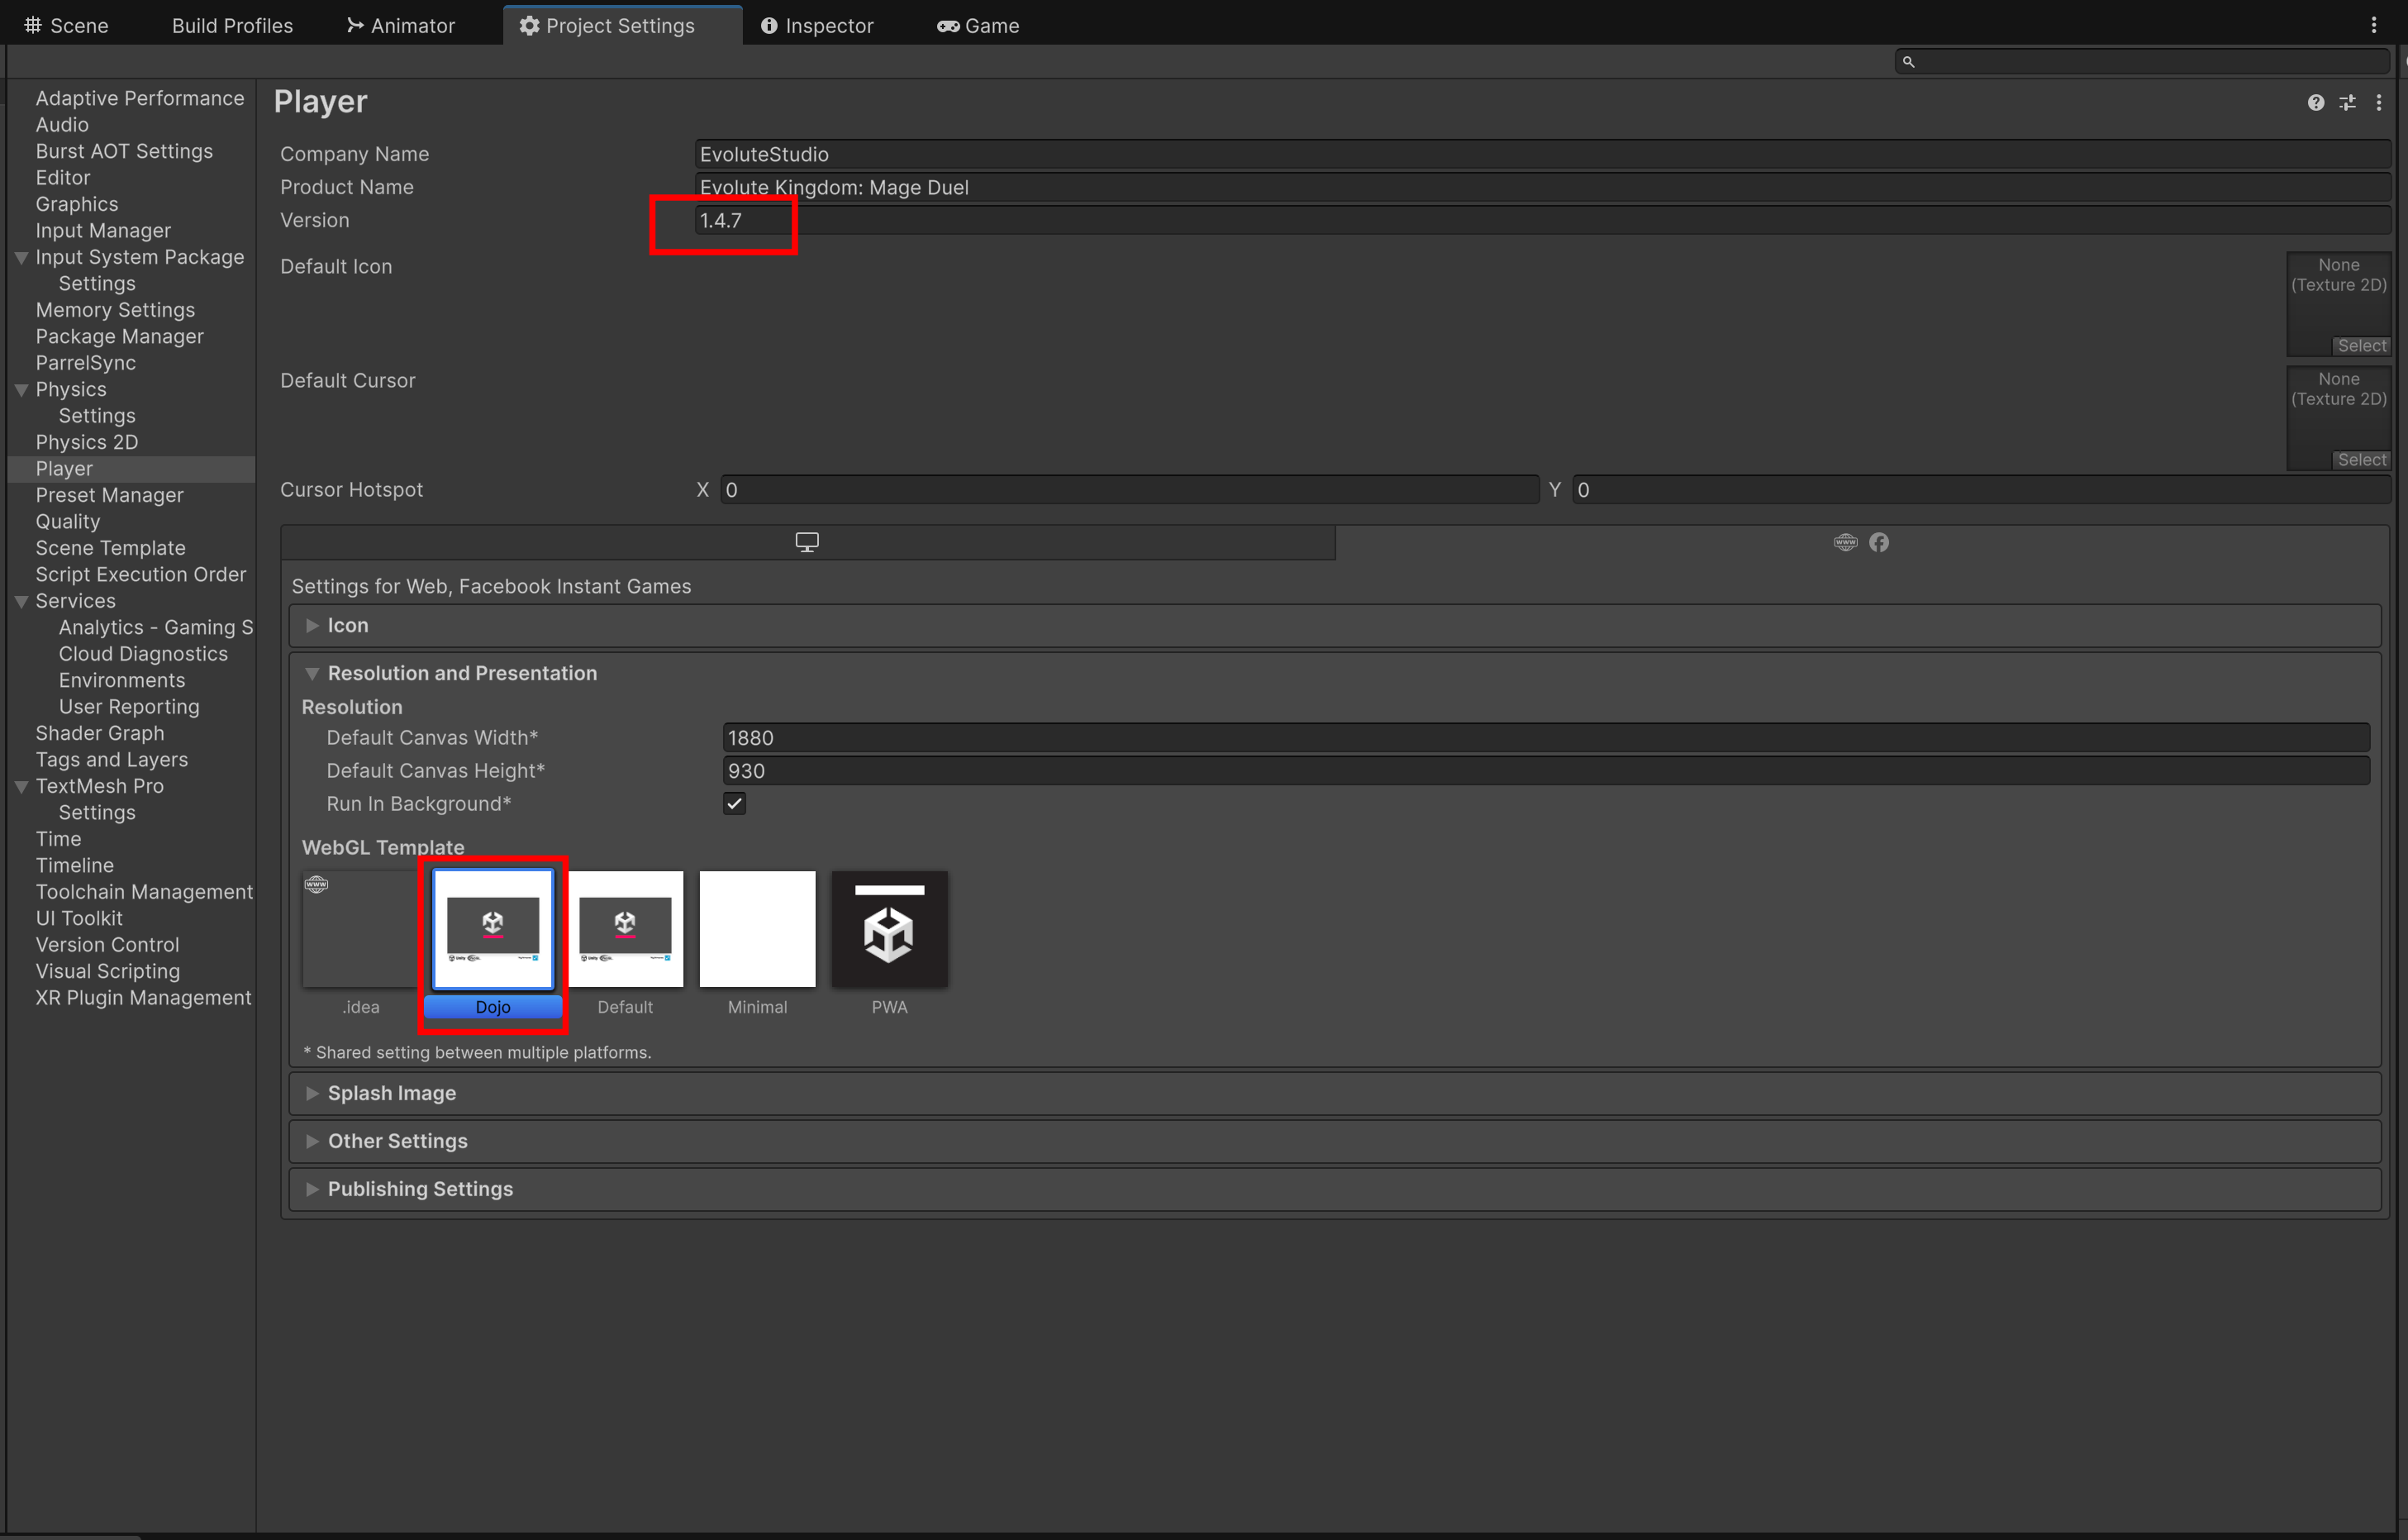 Scene
Build Profiles
Animator
Project Settings
Inspector
Game
Adaptive Performance
Audio
Burst AOT Settings
Editor
Graphics
Input Manager
Input System Package
Settings
Memory Settings
Package Manager
ParrelSync
Physics
Settings
Physics 2D
Player
Preset Manager
Quality
Scene Template
Script Execution Order
Services
Analytics - Gaming S
Cloud Diagnostics
Environments
User Reporting
Shader Graph
Tags and Layers
TextMesh Pro
Settings
Time
Timeline
Toolchain Management
UI Toolkit
Version Control
Visual Scripting
XR Plugin Management
Player
Company Name
EvoluteStudio
Product Name
Evolute Kingdom: Mage Duel
Version
1.4.7
Default Icon
None
(Texture 2D)
Select
Default Cursor
None
(Texture 2D)
Select
Cursor Hotspot
X 0
Y 0
www
Settings for Web, Facebook Instant Games
Icon
Resolution and Presentation
Resolution
Default Canvas Width*
1880
Default Canvas Height*
930
Run In Background*
WebGL Template
www
.idea
Dojo
Default
Minimal
PWA
* Shared setting between multiple platforms.
Splash Image
Other Settings
Publishing Settings